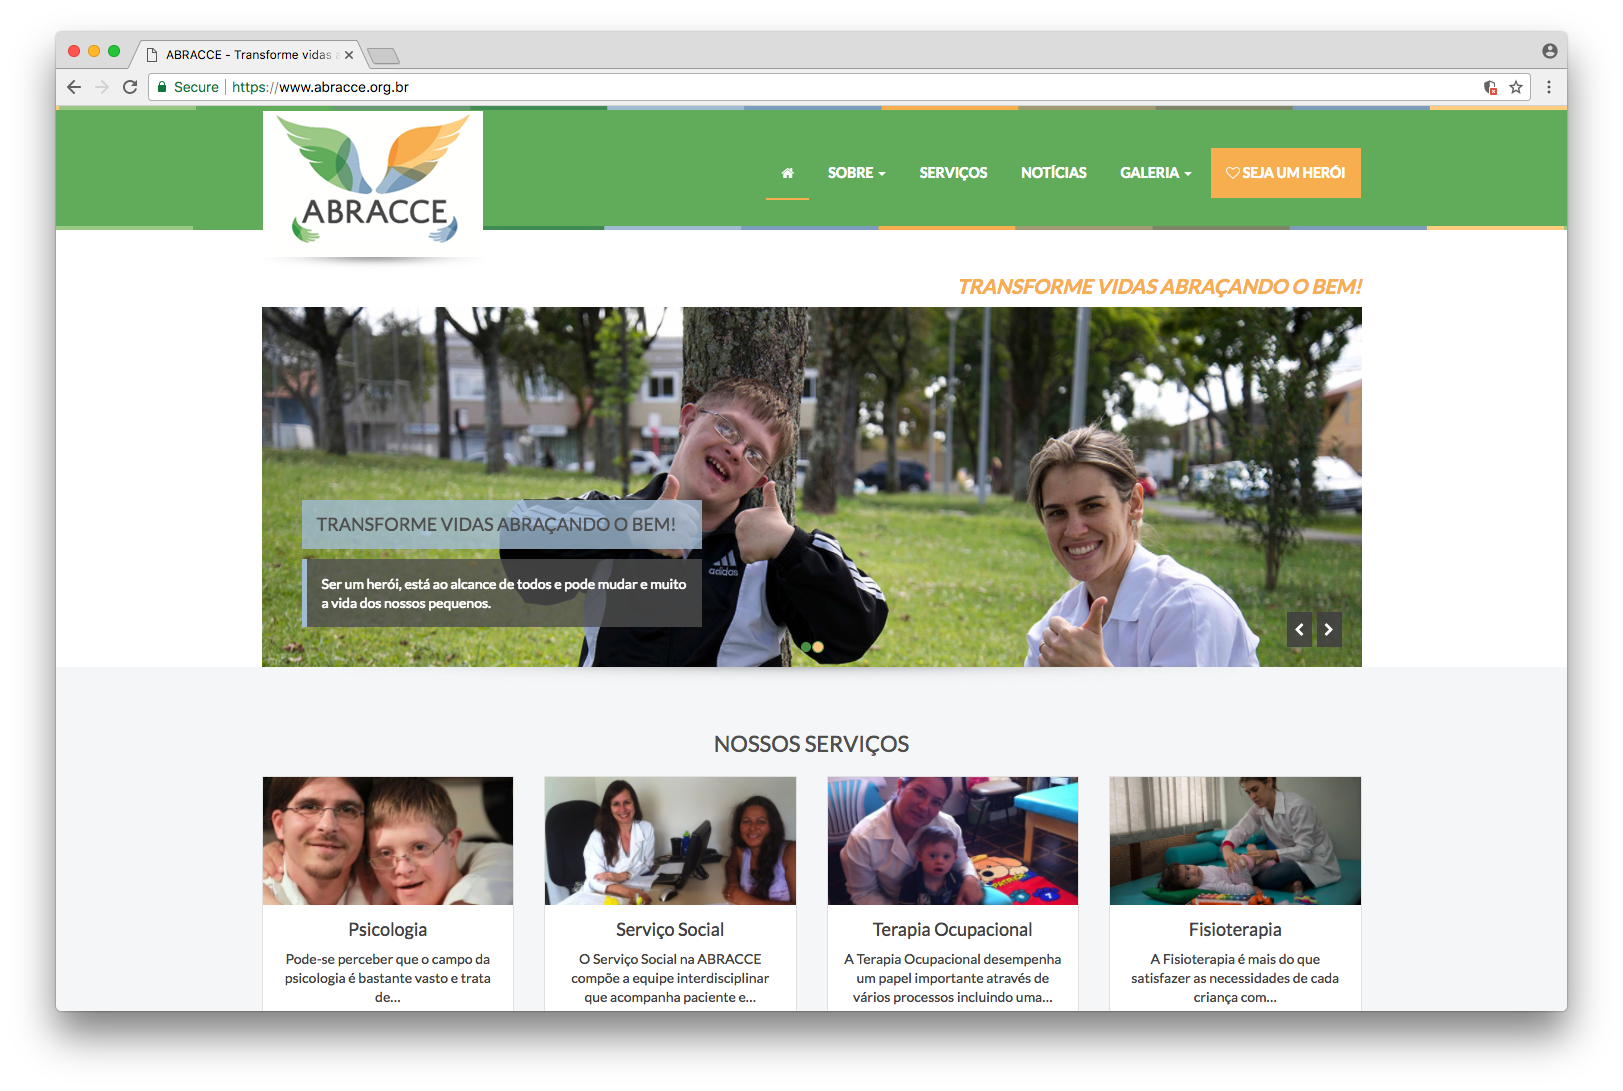 ABRACCE - Transforme vidas a
Secure https://www.abracce.org.br
ABRACCE
SOBRE
SERVIÇOS
NOTÍCIAS
GALERIA
SEJA UM HERÓI
TRANSFORME VIDAS ABRAÇANDO O BEM!
TRANSFORME VIDAS ABRAÇANDO O BEM!
adidas
Ser um herói, está ao alcance de todos e pode mudar e muito
a vida dos nossos pequenos.
NOSSOS SERVIÇOS
Psicologia
Pode-se perceber que o campo da
psicologia é bastante vasto e trata
de...
Serviço Social
O Serviço Social na ABRACCE
compõe a equipe interdisciplinar
que acompanha paciente e...
Terapia Ocupacional
A Terapia Ocupacional desempenha
um papel importante através de
vários processos incluindo uma...
Fisioterapia
A Fisioterapia é mais do que
satisfazer as necessidades de cada
criança com...